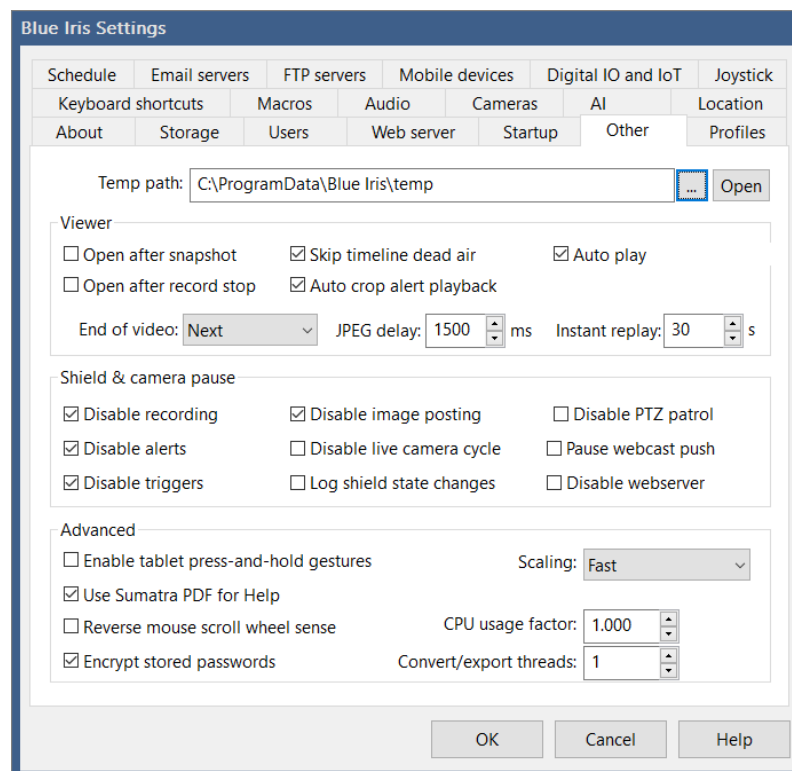 Blue Iris Settings
Schedule Email servers FTP servers Mobile devices Digital IO and IoT Joystick
Keyboard shortcuts Macros Audio Cameras AI Location
About Storage Users Web server Startup Other Profiles
Temp path: C:\ProgramData\Blue Iris\temp ... Open
Viewer
Open after snapshot Skip timeline dead air Auto play
Open after record stop Auto crop alert playback
End of video: Next JPEG delay: 1500 ms Instant replay: 30 s
Shield & camera pause
Disable recording Disable image posting Disable PTZ patrol
Disable alerts Disable live camera cycle Pause webcast push
Disable triggers Log shield state changes Disable webserver
Advanced
Enable tablet press-and-hold gestures Scaling: Fast
Use Sumatra PDF for Help
Reverse mouse scroll wheel sense CPU usage factor: 1.000
Encrypt stored passwords Convert/export threads: 1
OK Cancel Help